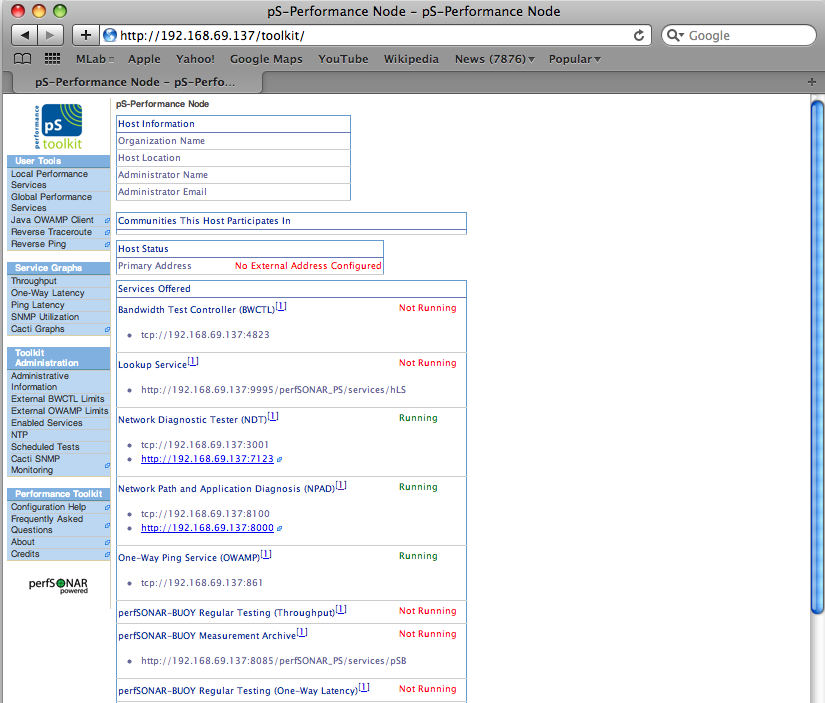 pS-Performance Node – pS-Performance Node
http://192.168.69.137/toolkit/
Google
MLab
Apple
Yahoo!
Google Maps
YouTube
Wikipedia
News (7876)
Popular
pS-Performance Node – pS-Perfo...
performance
pS
toolkit
User Tools
Local Performance
Services
Global Performance
Services
Java OWAMP Client
Reverse Traceroute
Reverse Ping
Service Graphs
Throughput
One-Way Latency
Ping Latency
SNMP Utilization
Cacti Graphs
Toolkit
Administration
Administrative
Information
External BWCTL Limits
External OWAMP Limits
Enabled Services
NTP
Scheduled Tests
Cacti SNMP
Monitoring
Performance Toolkit
Configuration Help
Frequently Asked
Questions
About
Credits
perfSONAR
powered
pS-Performance Node
Host Information
Organization Name
Host Location
Administrator Name
Administrator Email
Communities This Host Participates In
Host Status
Primary Address No External Address Configured
Services Offered
Bandwidth Test Controller (BWCTL)[1] Not Running
• tcp://192.168.69.137:4823
Lookup Service[1] Not Running
• http://192.168.69.137:9995/perfSONAR_PS/services/hLS
Network Diagnostic Tester (NDT)[1] Running
• tcp://192.168.69.137:3001
• http://192.168.69.137:7123
Network Path and Application Diagnosis (NPAD)[1] Running
• tcp://192.168.69.137:8100
• http://192.168.69.137:8000
One-Way Ping Service (OWAMP)[1] Running
• tcp://192.168.69.137:861
perfSONAR-BUOY Regular Testing (Throughput)[1] Not Running
perfSONAR-BUOY Measurement Archive[1] Not Running
• http://192.168.69.137:8085/perfSONAR_PS/services/pSB
perfSONAR-BUOY Regular Testing (One-Way Latency)[1] Not Running